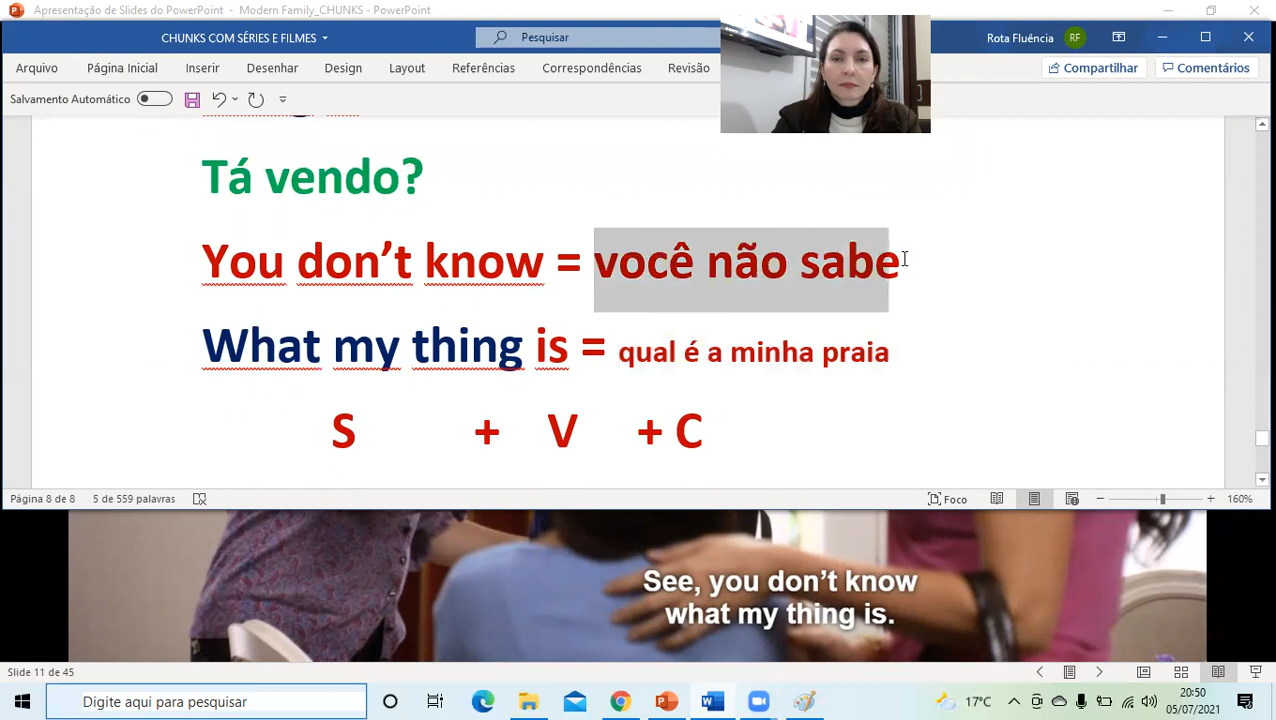 Apresentação de Slides do PowerPoint - Modern Family_CHUNKS - PowerPoint
CHUNKS COM SÉRIES E FILMES
Pesquisar
Rota Fluência
RF
Arquivo Página Inicial Inserir Desenhar Design Layout Referências Correspondências Revisão
Compartilhar Comentários
Salvamento Automático
Tá vendo?
You don't know = você não sabe
What my thing is = qual é a minha praia
S + V + C
Página 8 de 8 5 de 559 palavras
Foco
160%
See, you don't know
what my thing is.
Slide 11 de 45
Digite aqui para pesquisar
17°C
20:50
05/07/2021